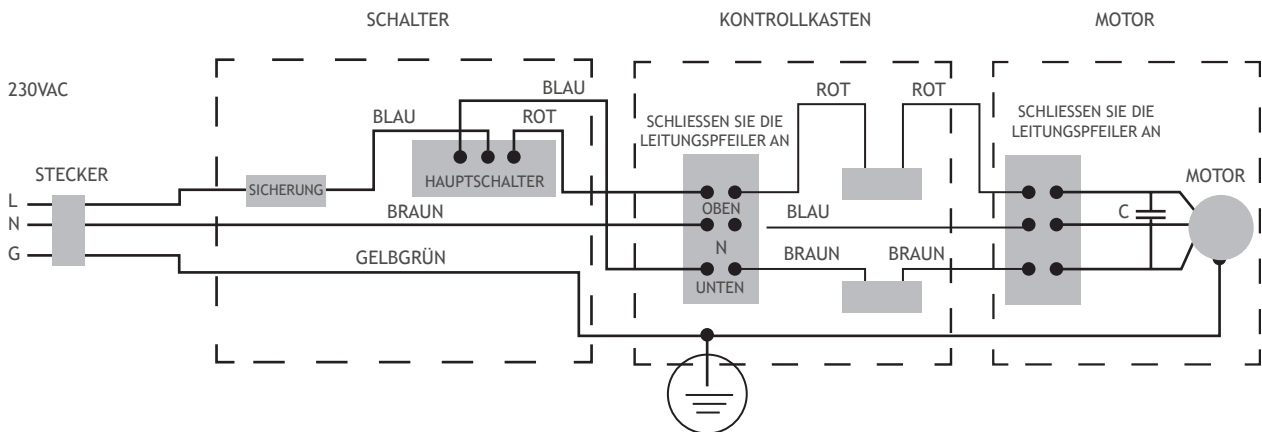 SCHALTER
KONTROLLKASTEN
MOTOR
230VAC
BLAU
ROT
ROT
BLAU
ROT
SCHLIESSEN SIE DIE
LEITUNGSPFEILER AN
SCHLIESSEN SIE DIE
LEITUNGSPFEILER AN
STECKER
SICHERUNG
HAUPTSCHALTER
MOTOR
L
N
G
BRAUN
OBEN
BLAU
C
GELBGRÜN
N
BRAUN
BRAUN
UNTEN